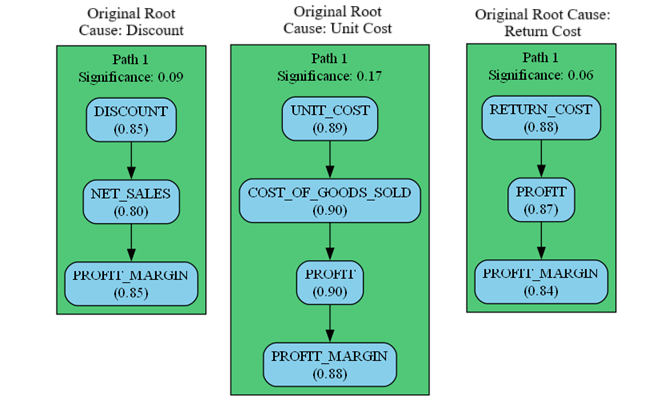 Original Root
Cause: Discount
Path 1
Significance: 0.09
DISCOUNT
(0.85)
NET_SALES
(0.80)
PROFIT_MARGIN
(0.85)
Original Root
Cause: Unit Cost
Path 1
Significance: 0.17
UNIT_COST
(0.89)
COST_OF_GOODS_SOLD
(0.90)
PROFIT
(0.90)
PROFIT_MARGIN
(0.88)
Original Root Cause:
Return Cost
Path 1
Significance: 0.06
RETURN_COST
(0.88)
PROFIT
(0.87)
PROFIT_MARGIN
(0.84)